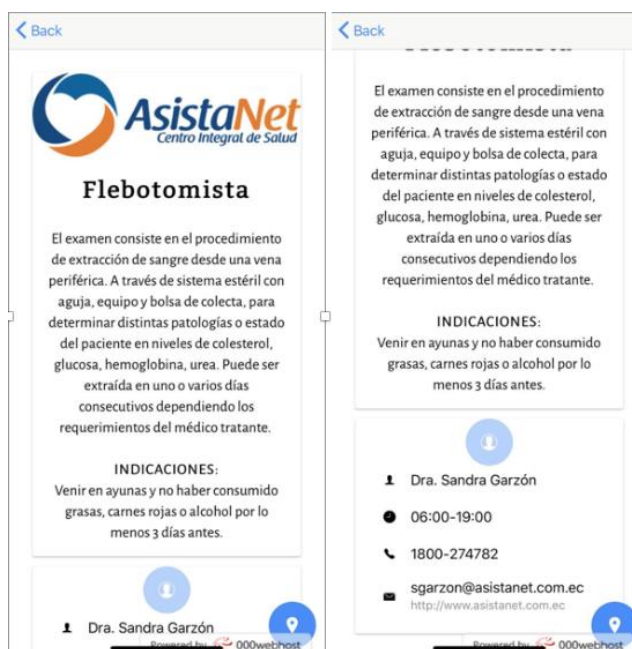 Back
AsistaNet
Centro Integral de Salud
Flebotomista
El examen consiste en el procedimiento
de extracción de sangre desde una vena
periférica. A través de sistema estéril con
aguja, equipo y bolsa de colecta, para
determinar distintas patologías o estado
del paciente en niveles de colesterol,
glucosa, hemoglobina, urea. Puede ser
extraída en uno o varios días
consecutivos dependiendo los
requerimientos del médico tratante.
INDICACIONES:
Venir en ayunas y no haber consumido
grasas, carnes rojas o alcohol por lo
menos 3 días antes.
Dra. Sandra Garzón
Powered by 000webhost
Back
Flebotomista
El examen consiste en el procedimiento
de extracción de sangre desde una vena
periférica. A través de sistema estéril con
aguja, equipo y bolsa de colecta, para
determinar distintas patologías o estado
del paciente en niveles de colesterol,
glucosa, hemoglobina, urea. Puede ser
extraída en uno o varios días
consecutivos dependiendo los
requerimientos del médico tratante.
INDICACIONES:
Venir en ayunas y no haber consumido
grasas, carnes rojas o alcohol por lo
menos 3 días antes.
Dra. Sandra Garzón
06:00-19:00
1800-274782
sgarzon@asistanet.com.ec
http://www.asistanet.com.ec
Powered by 000webhost